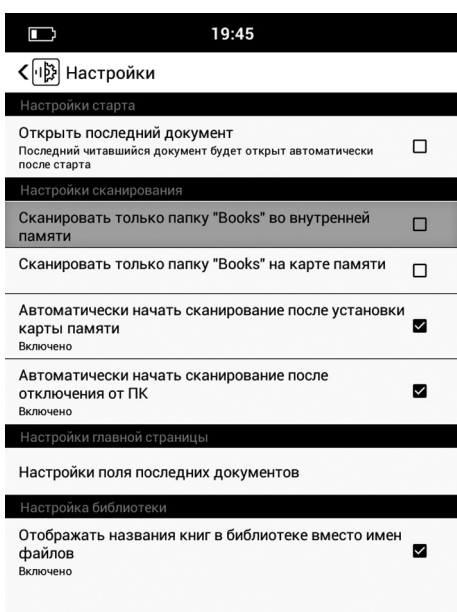 19:45
Настройки
Настройки старта
Открыть последний документ
Последний читавшийся документ будет открыт автоматически
после старта
Настройки сканирования
Сканировать только папку "Books" во внутренней
памяти
Сканировать только папку "Books" на карте памяти
Автоматически начать сканирование после установки
карты памяти
Включено
Автоматически начать сканирование после
отключения от ПК
Включено
Настройки главной страницы
Настройки поля последних документов
Настройка библиотеки
Отображать названия книг в библиотеке вместо имен
файлов
Включено